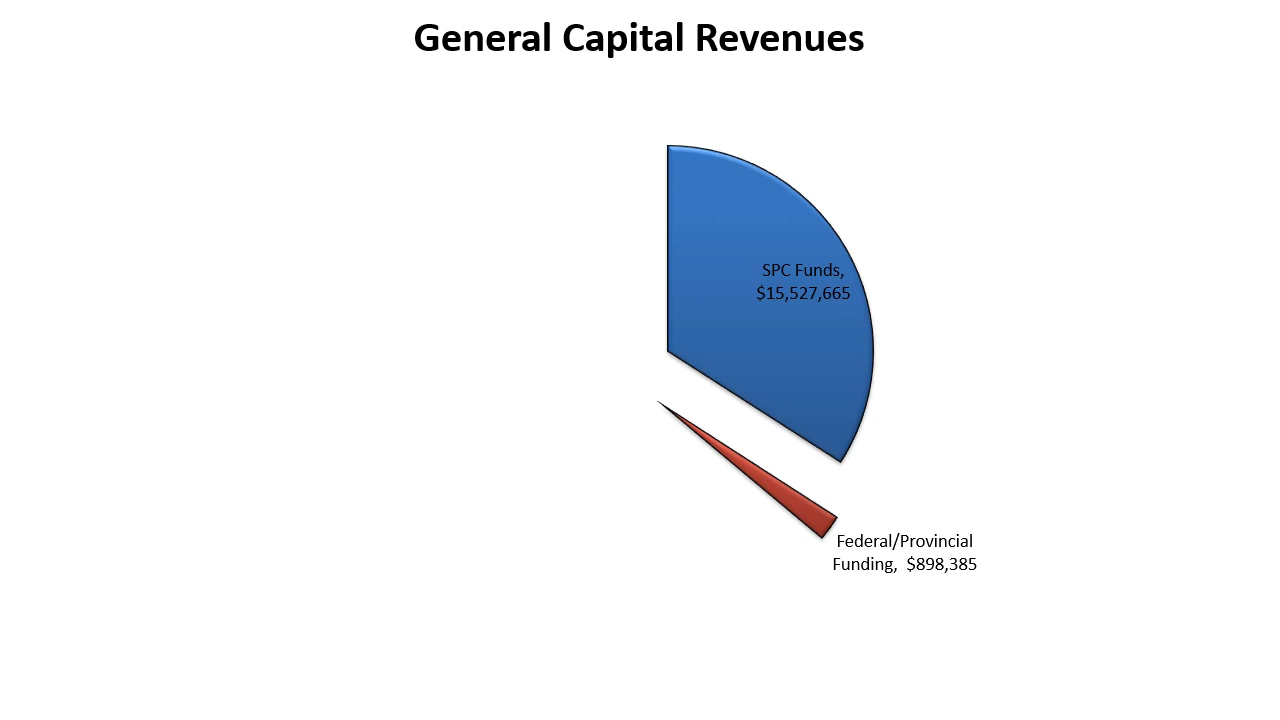 General Capital Revenues
SPC Funds,
$15,527,665
Federal/Provincial
Funding,  $898,385